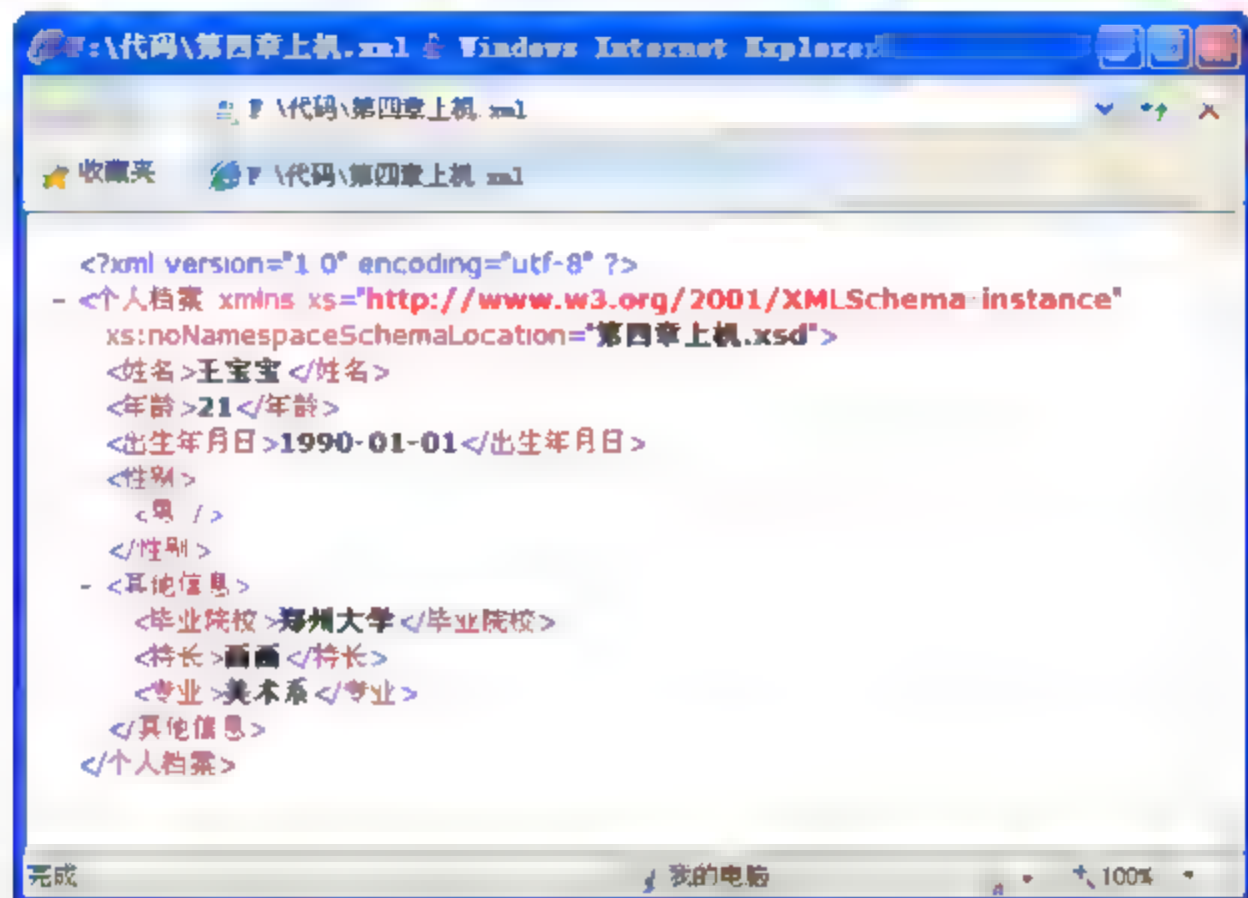 :\代码\第四章上机.xml Windows Internet Explorer
F \代码\第四章上机.xml
收藏夹 F \代码\第四章上机 xml
<?xml version="1 0" encoding="utf-8" ?>
- <个人档案 xmlns xs="http://www.w3.org/2001/XMLSchema-instance"
xs:noNamespaceSchemaLocation="第四章上机.xsd">
<姓名>王宝宝</姓名>
<年龄>21</年龄>
<出生年月日>1990-01-01</出生年月日>
<性别>
<男 />
</性别>
- <其他信息>
<毕业院校>郑州大学</毕业院校>
<特长>画画</特长>
<专业>美术系</专业>
</其他信息>
</个人档案>
完成 我的电脑 100%